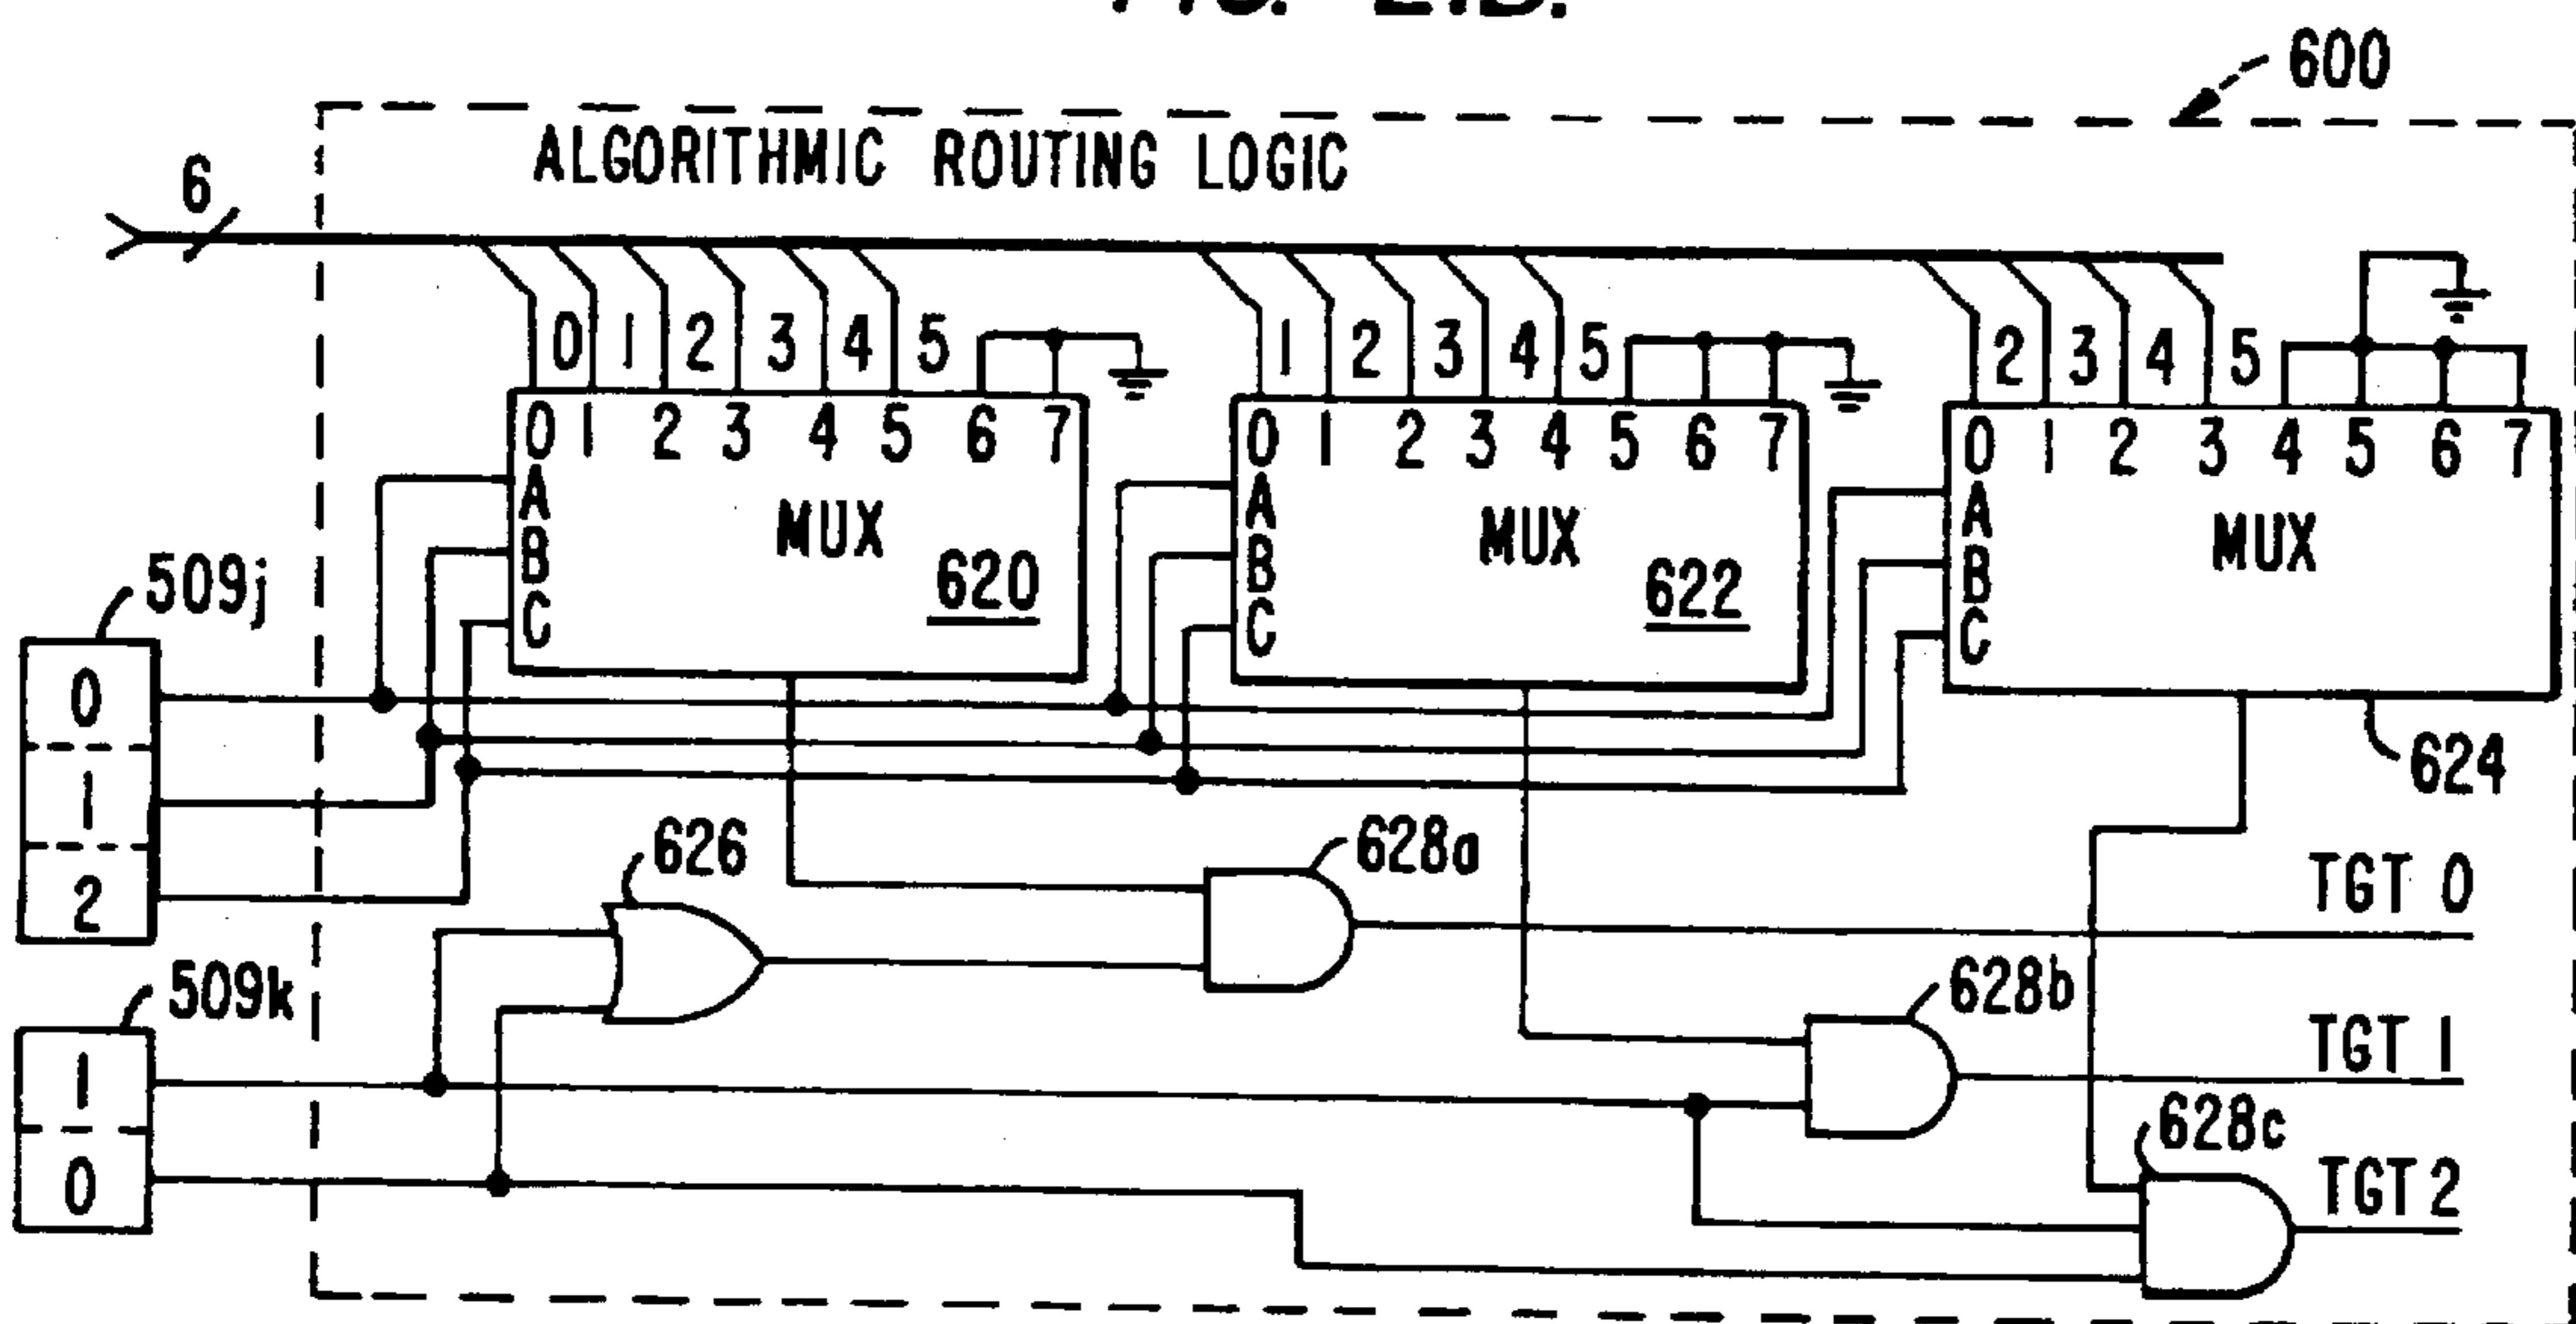 600
ALGORITHMIC ROUTING LOGIC
6
0 1 2 3 4 5
1 2 3 4 5
2 3 4 5
0 1 2 3 4 5 6 7
A
B
C
MUX
620
0 1 2 3 4 5 6 7
A
B
C
MUX
622
0 1 2 3 4 5 6 7
A
B
C
MUX
624
509j
0
1
2
626
628a
TGT 0
509k
1
0
628b
TGT 1
628c
TGT 2